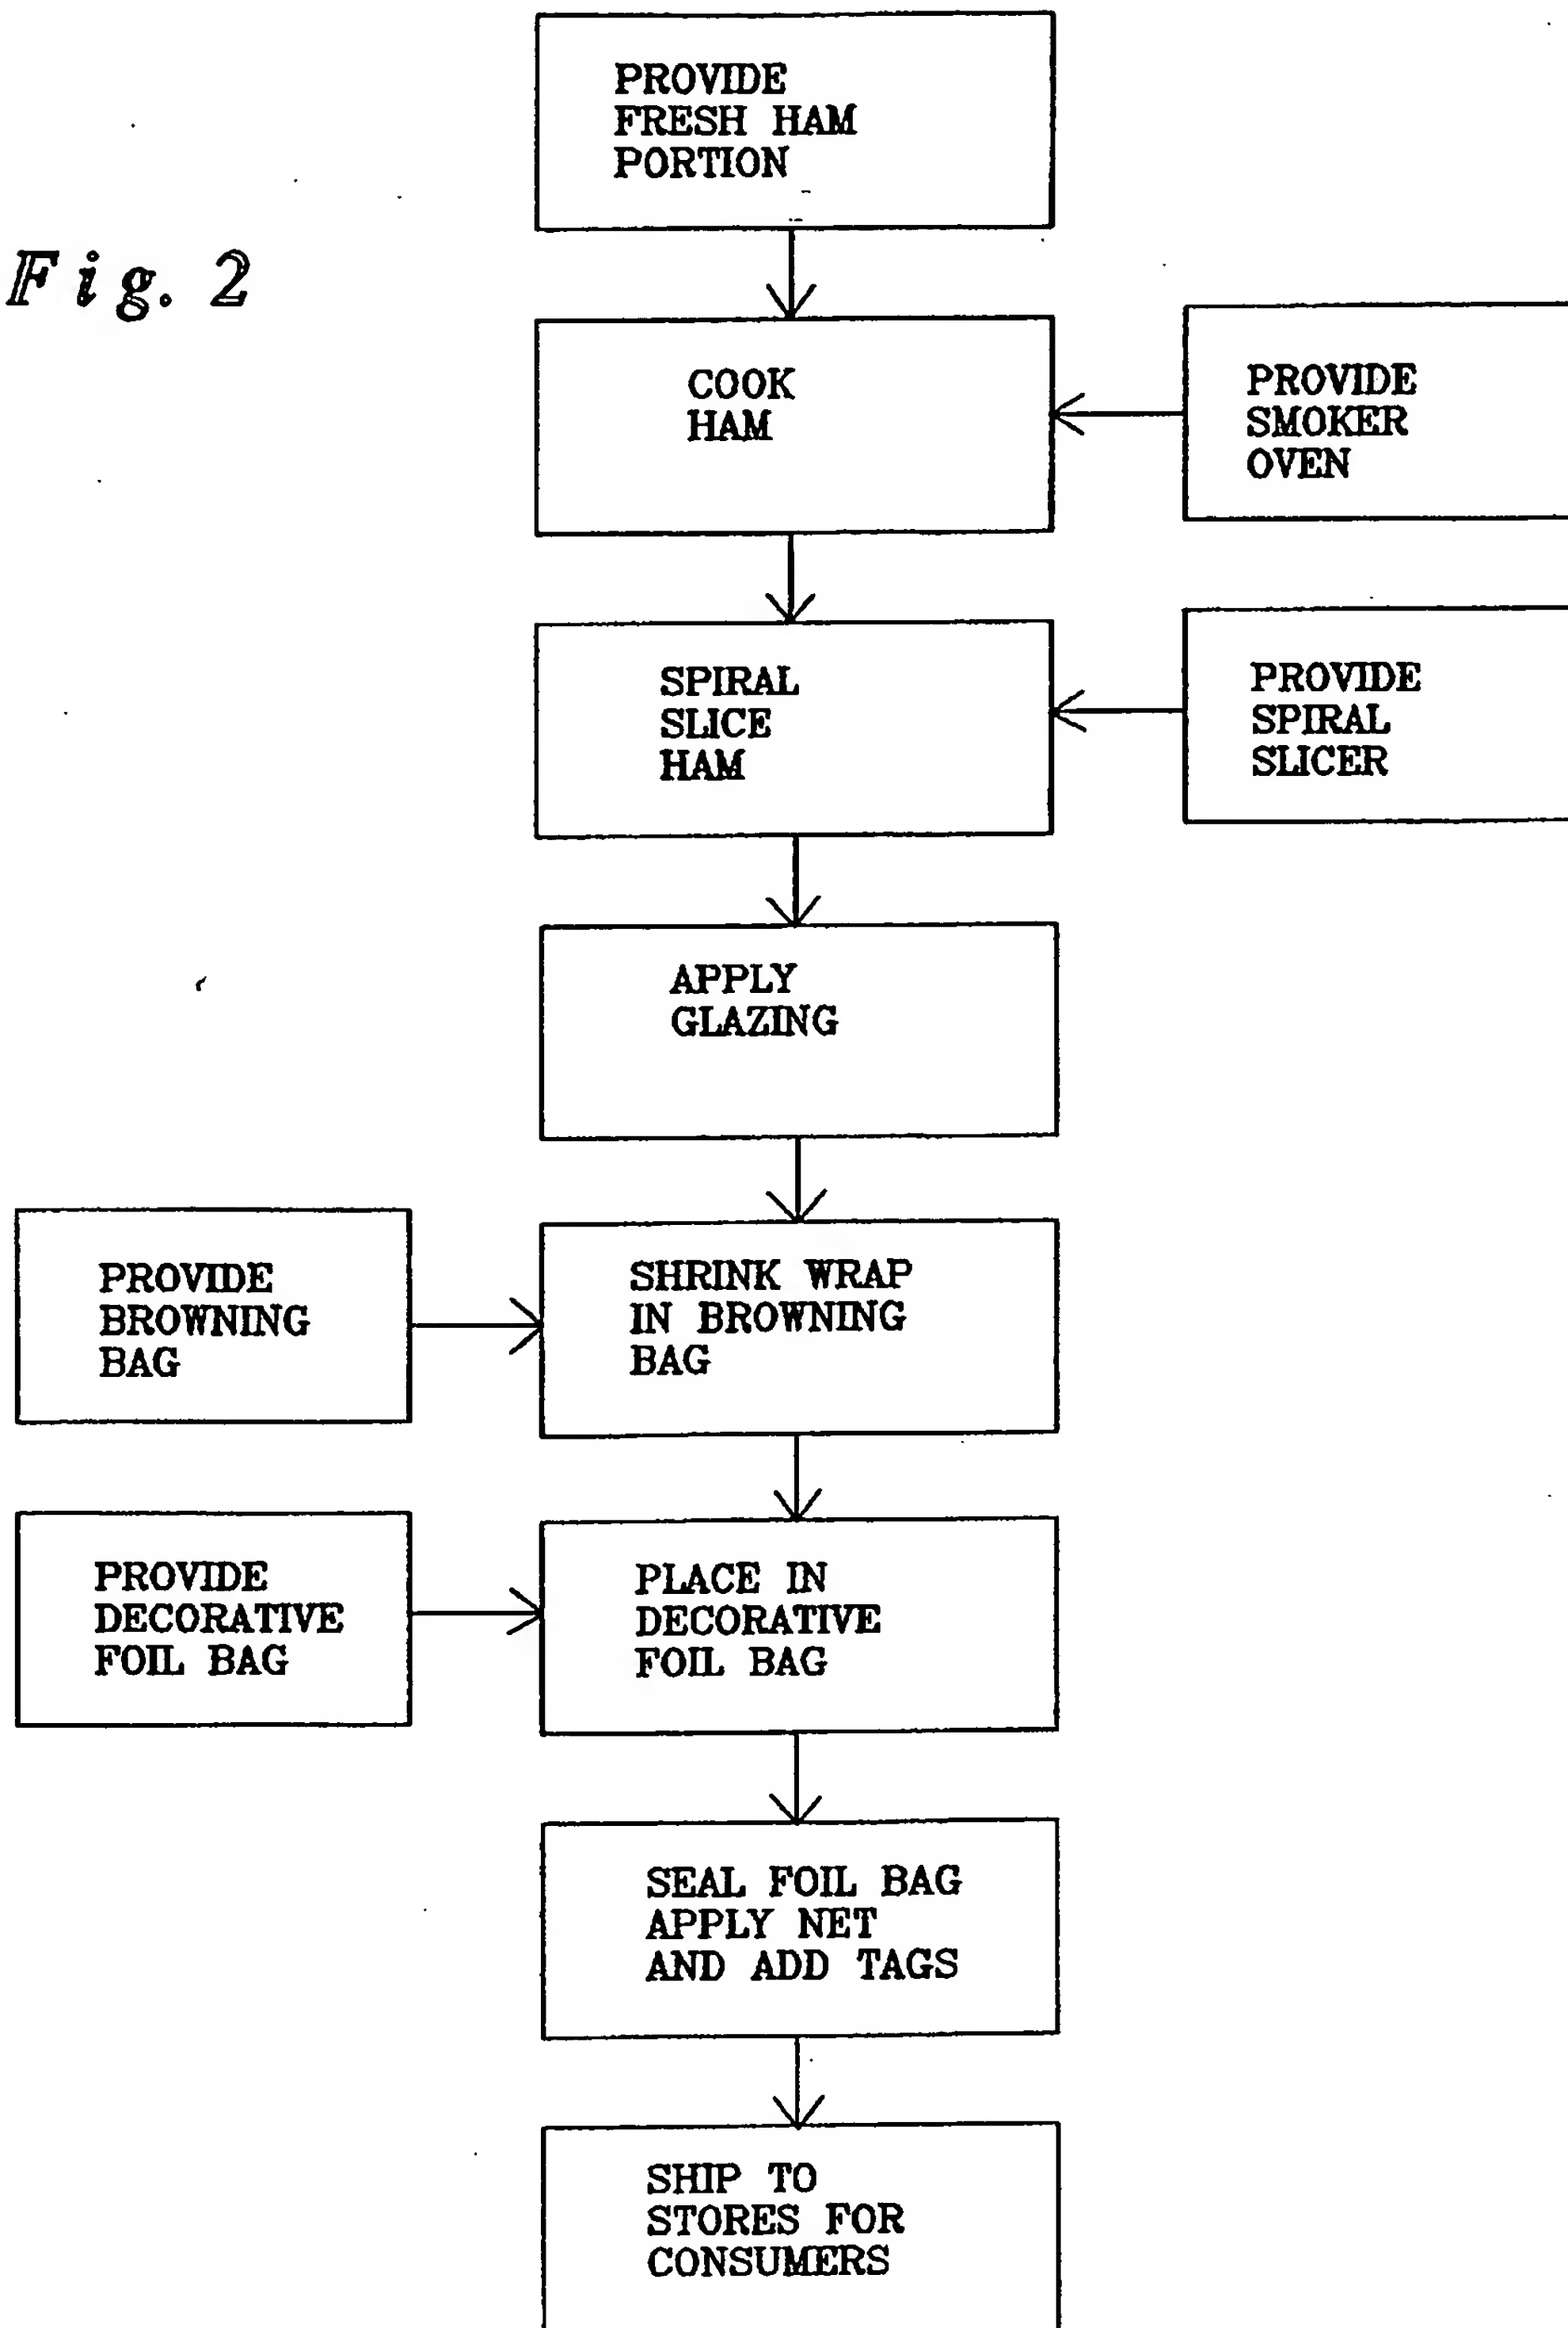 PROVIDE
FRESH HAM
PORTION
Fig. 2
COOK
HAM
PROVIDE
SMOKER
OVEN
SPIRAL
SLICE
HAM
PROVIDE
SPIRAL
SLICER
APPLY
GLAZING
PROVIDE
BROWNING
BAG
SHRINK WRAP
IN BROWNING
BAG
PROVIDE
DECORATIVE
FOIL BAG
PLACE IN
DECORATIVE
FOIL BAG
SEAL FOIL BAG
APPLY NET
AND ADD TAGS
SHIP TO
STORES FOR
CONSUMERS